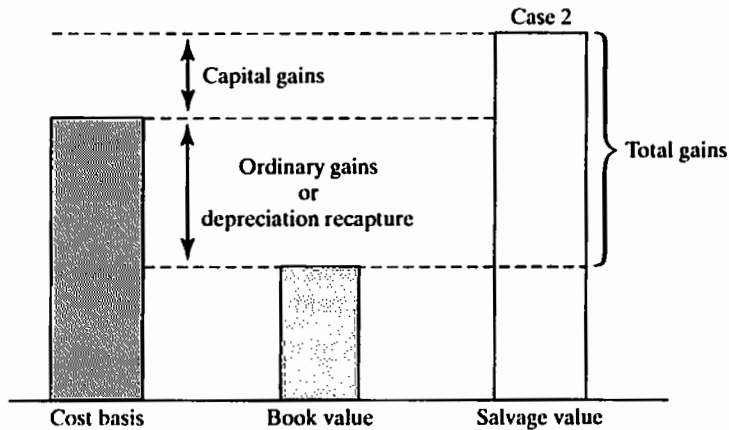 Case 2
Capital gains
Total gains
Ordinary gains
or
depreciation recapture
Cost basis
Book value
Salvage value